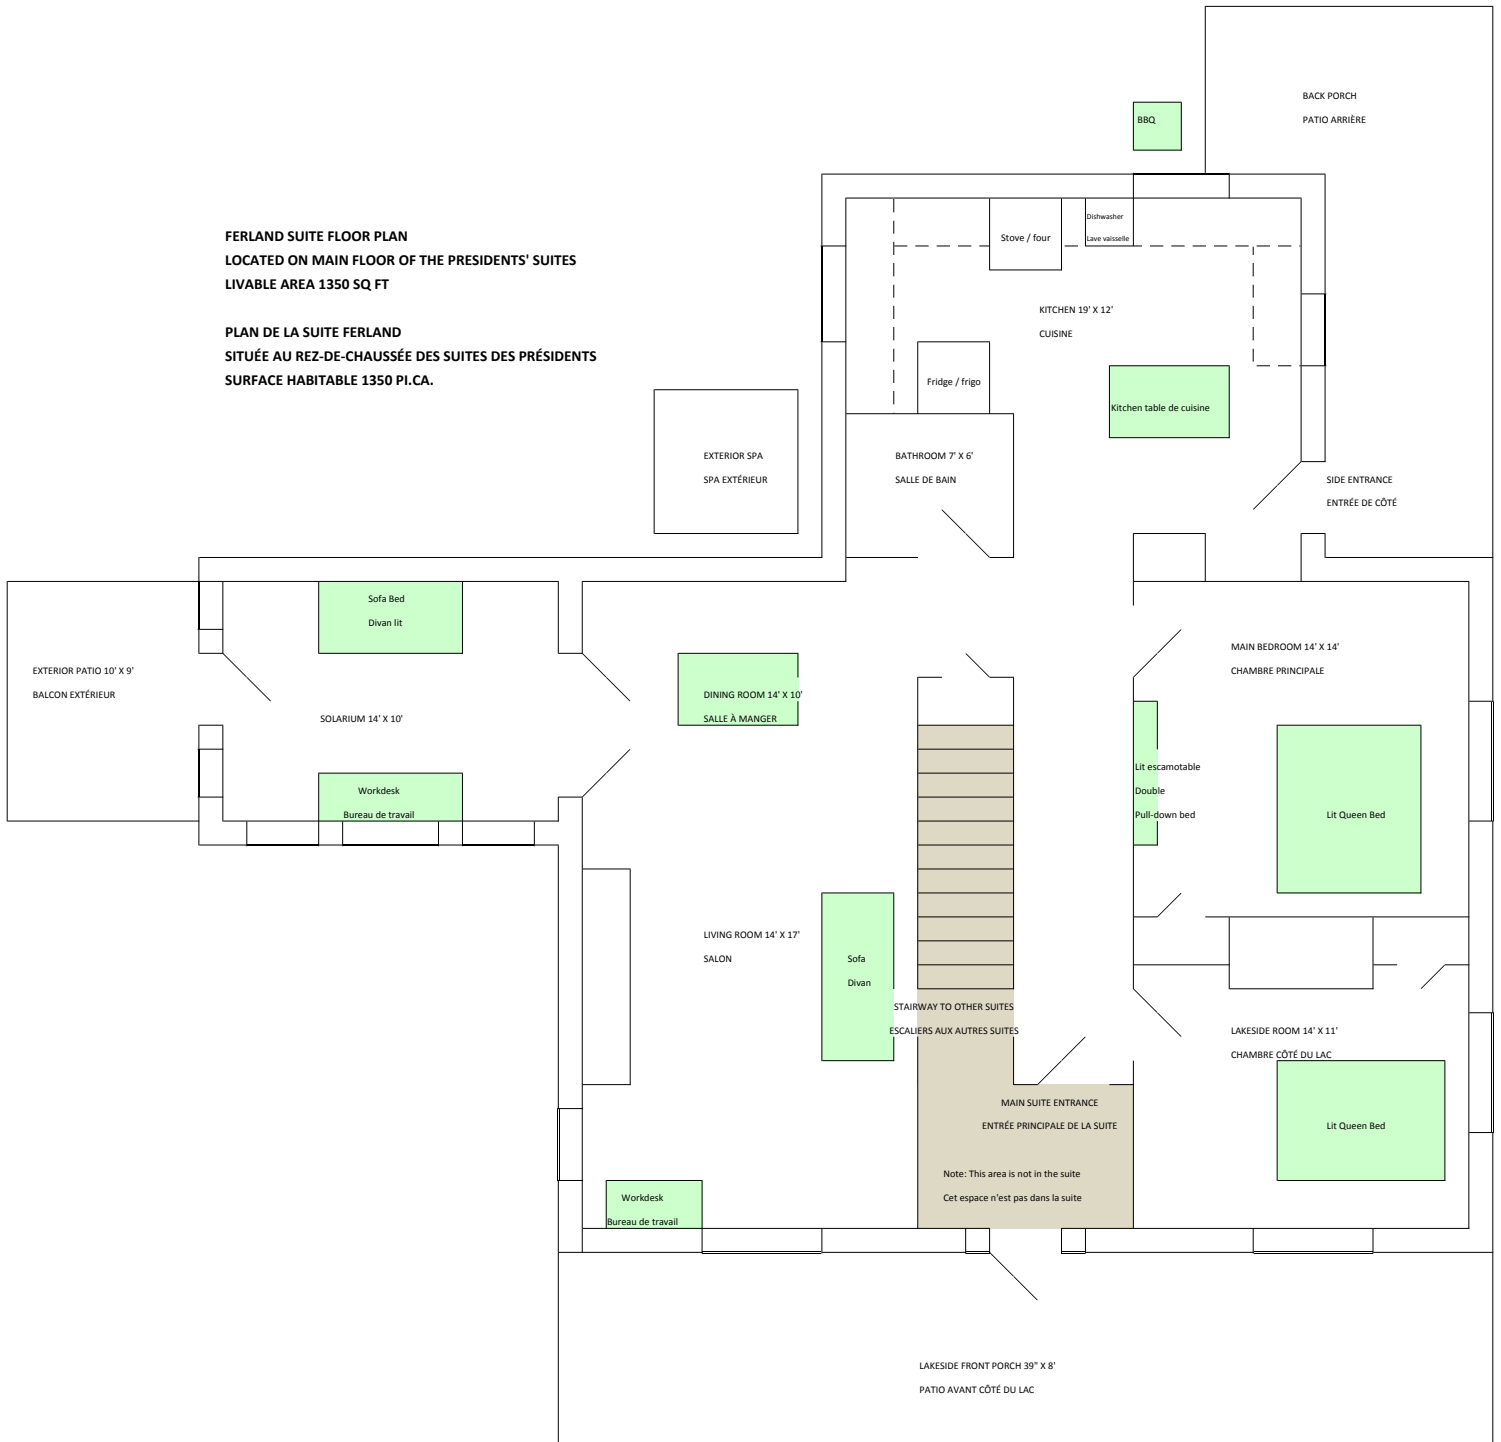 BACK PORCH
PATIO ARRIÈRE
BBQ
FERLAND SUITE FLOOR PLAN
LOCATED ON MAIN FLOOR OF THE PRESIDENTS' SUITES
LIVABLE AREA 1350 SQ FT
PLAN DE LA SUITE FERLAND
SITUÉE AU REZ-DE-CHAUSSÉE DES SUITES DES PRÉSIDENTS
SURFACE HABITABLE 1350 PI.CA.
Stove / four
Dishwasher
Lave vaisselle
KITCHEN 19' X 12'
CUISINE
Fridge / frigo
Kitchen table de cuisine
EXTERIOR SPA
SPA EXTÉRIEUR
BATHROOM 7' X 6'
SALLE DE BAIN
SIDE ENTRANCE
ENTRÉE DE CÔTÉ
Sofa Bed
Divan lit
EXTERIOR PATIO 10' X 9'
BALCON EXTÉRIEUR
SOLARIUM 14' X 10'
Workdesk
Bureau de travail
DINING ROOM 14' X 10'
SALLE À MANGER
MAIN BEDROOM 14' X 14'
CHAMBRE PRINCIPALE
Lit escamotable
Double
Pull-down bed
Lit Queen Bed
LIVING ROOM 14' X 17'
SALON
Sofa
Divan
STAIRWAY TO OTHER SUITES
ESCALIERS AUX AUTRES SUITES
LAKESIDE ROOM 14' X 11'
CHAMBRE CÔTÉ DU LAC
Lit Queen Bed
MAIN SUITE ENTRANCE
ENTRÉE PRINCIPALE DE LA SUITE
Note: This area is not in the suite
Cet espace n'est pas dans la suite
Workdesk
Bureau de travail
LAKESIDE FRONT PORCH 39" X 8'
PATIO AVANT CÔTÉ DU LAC